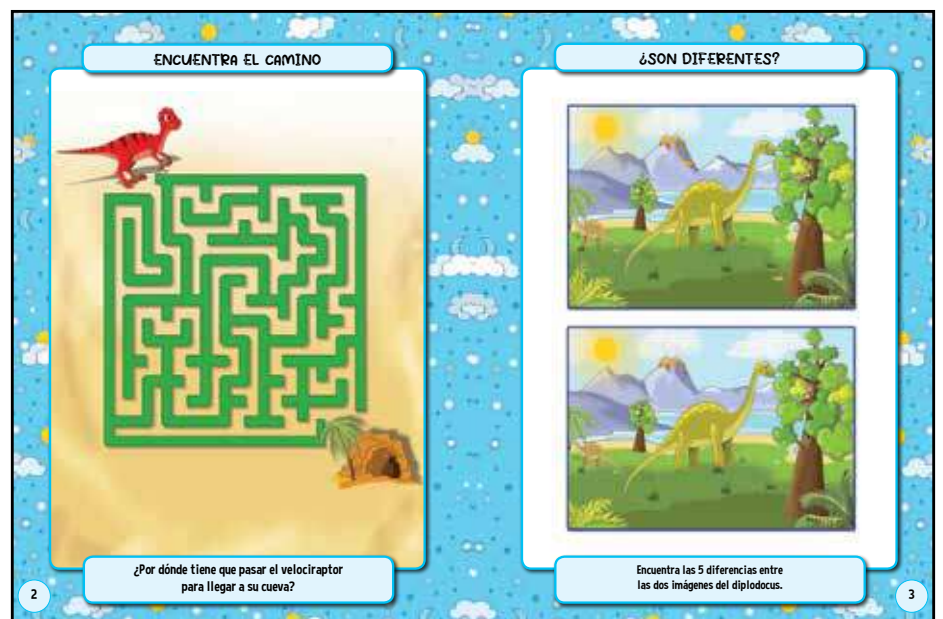 ENCUENTRA EL CAMINO
¿Por dónde tiene que pasar el velociraptor
para llegar a su cueva?
2
¿SON DIFERENTES?
Encuentra las 5 diferencias entre
las dos imágenes del diplodocus.
3